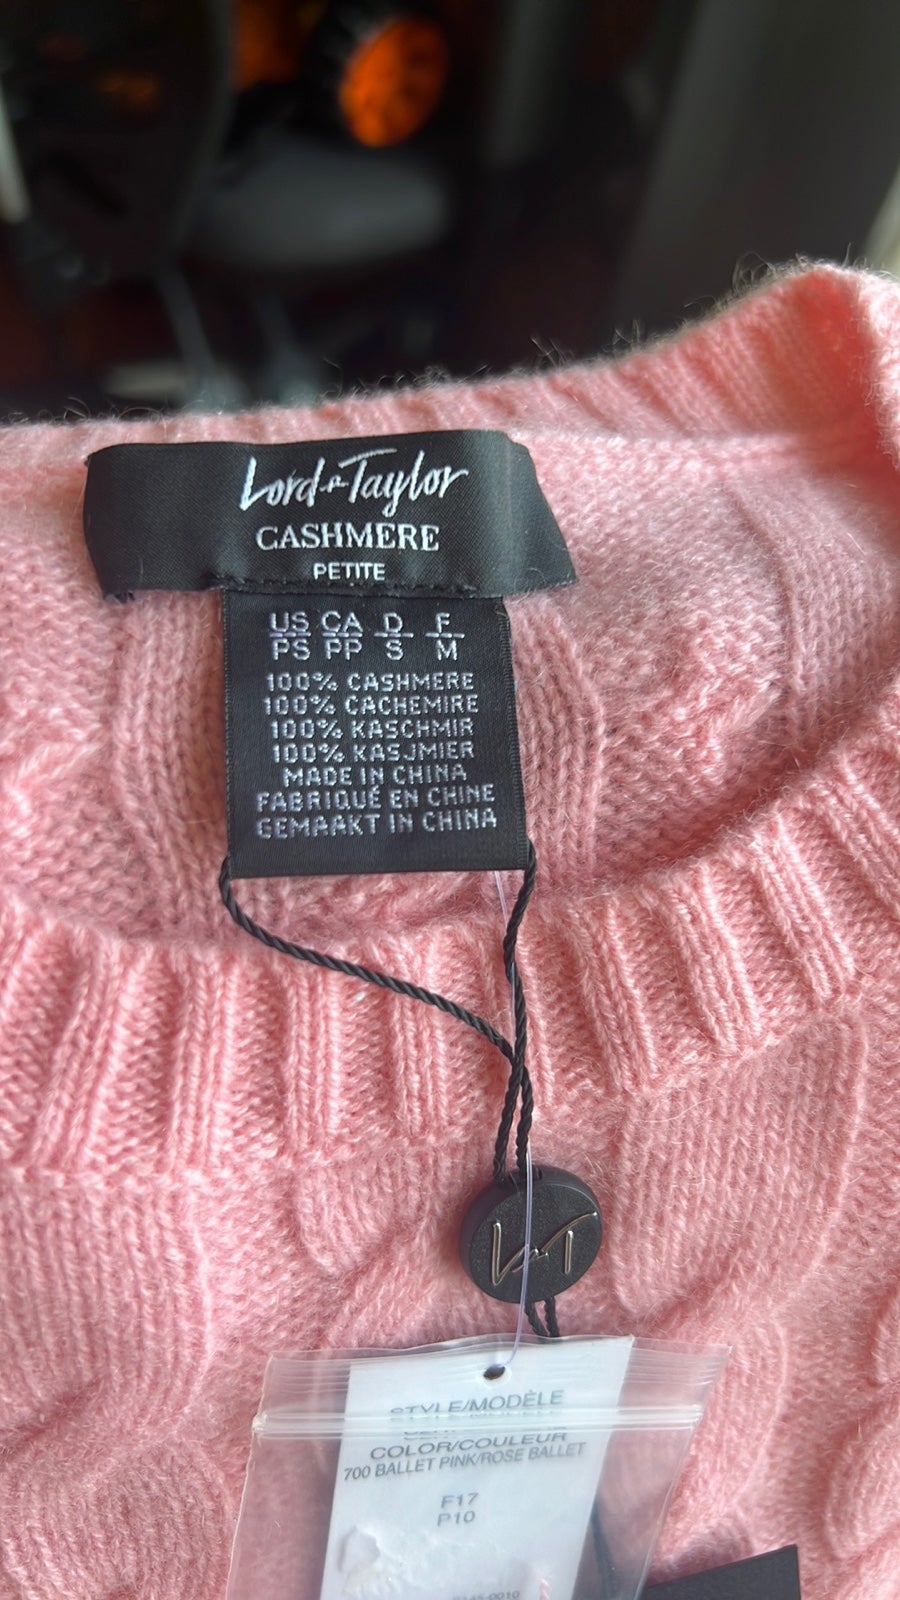 Lord & Taylor
CASHMERE
PETITE
US CA D F
PS PP S M
100% CASHMERE
100% CACHEMIRE
100% KASCHMIR
100% KASJMIER
MADE IN CHINA
FABRIQUÉ EN CHINE
GEMAAKT IN CHINA
L&T
STYLE/MODÈLE
COLOR/COULEUR
700 BALLET PINK/ROSE BALLET
F17
P10